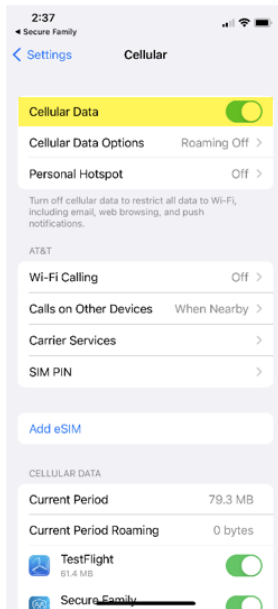 2:37
◀ Secure Family
Settings Cellular
Cellular Data
Cellular Data Options Roaming Off >
Personal Hotspot Off >
Turn off cellular data to restrict all data to Wi-Fi,
including email, web browsing, and push
notifications.
AT&T
Wi-Fi Calling Off >
Calls on Other Devices When Nearby >
Carrier Services >
SIM PIN >
Add eSIM
CELLULAR DATA
Current Period 79.3 MB
Current Period Roaming 0 bytes
TestFlight
61.4 MB
Secure Family